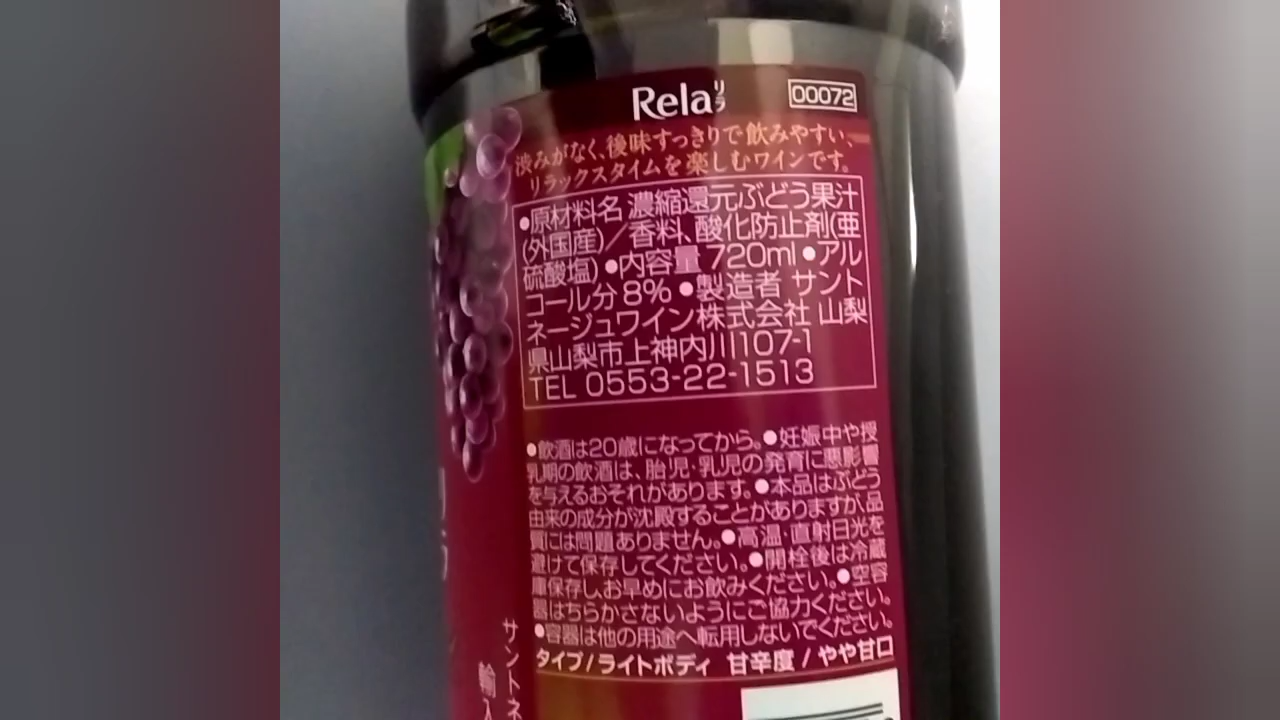 Relaリラ
00072
渋みがなく、後味すっきりで飲みやすい、
リラックスタイムを楽しむワインです。
●原材料名 濃縮還元ぶどう果汁
(外国産)／香料、酸化防止剤(亜
硫酸塩) ●内容量 720ml ●アル
コール分 8% ●製造者 サント
ネージュワイン株式会社 山梨
県山梨市上神内川107-1
TEL 0553-22-1513
●飲酒は20歳になってから。●妊娠中や授
乳期の飲酒は、胎児・乳児の発育に悪影響
を与えるおそれがあります。●本品はぶどう
由来の成分が沈殿することがありますが品
質には問題ありません。●高温・直射日光を
避けて保存してください。●開栓後は冷蔵
庫保存し、お早めにお飲みください。●空容
器はちらかさないようにご協力ください。
●容器は他の用途へ転用しないでください。
タイプ/ライトボディ 甘辛度/やや甘口
サントネ
輸入